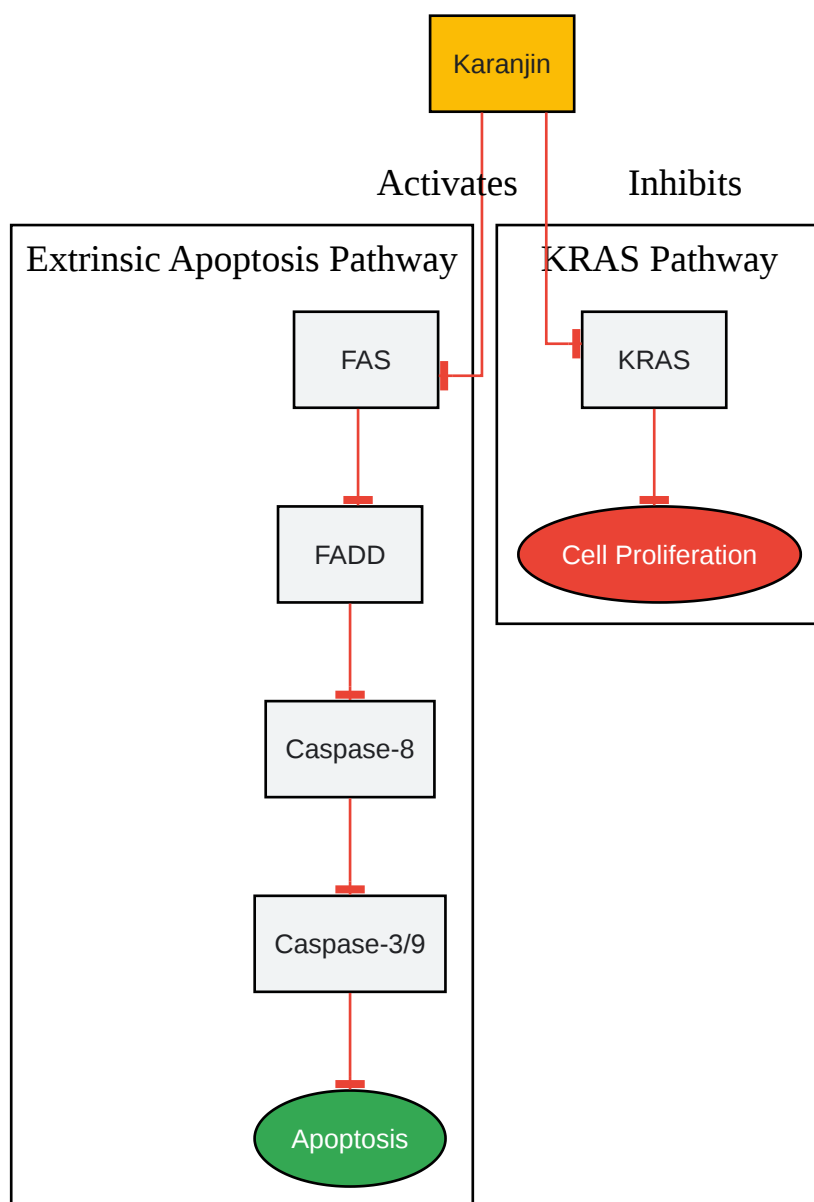 Karanjin
Activates
Inhibits
Extrinsic Apoptosis Pathway
KRAS Pathway
FAS
KRAS
FADD
Cell Proliferation
Caspase-8
Caspase-3/9
Apoptosis